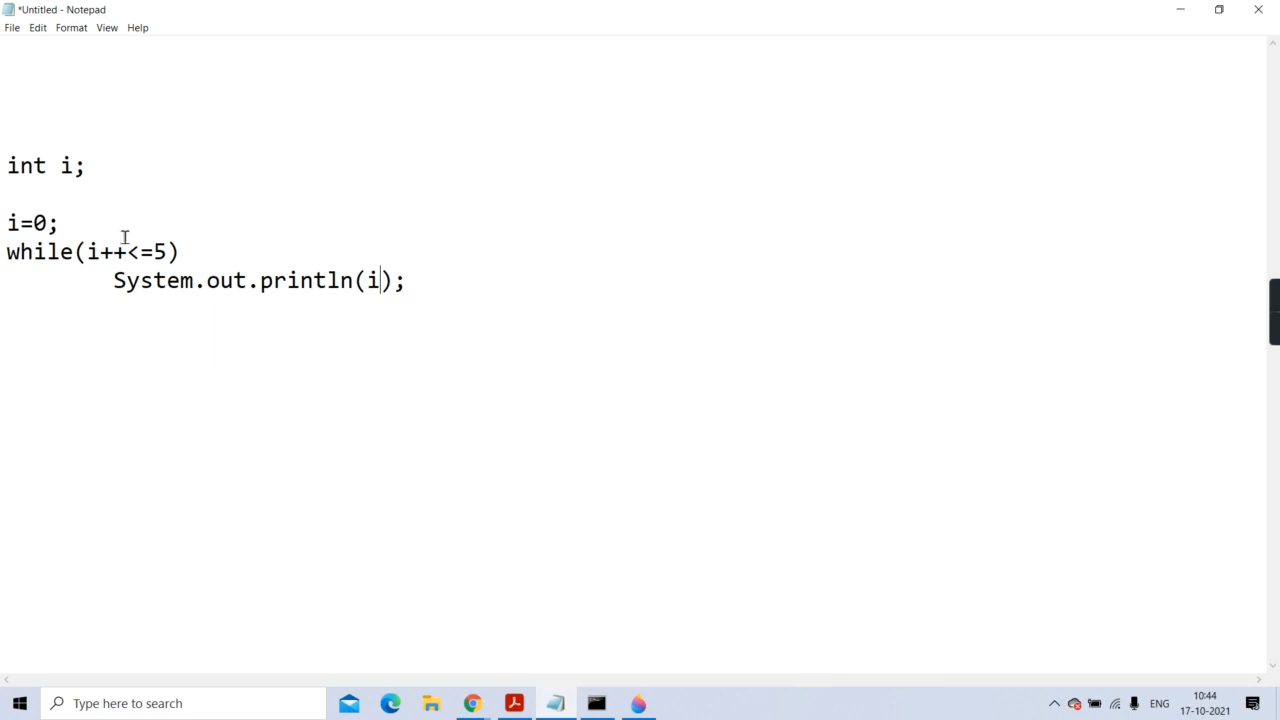 *Untitled - Notepad
File Edit Format View Help
int i;
i=0;
while(i++<=5)
System.out.println(i);
Type here to search
ENG
10:44
17-10-2021